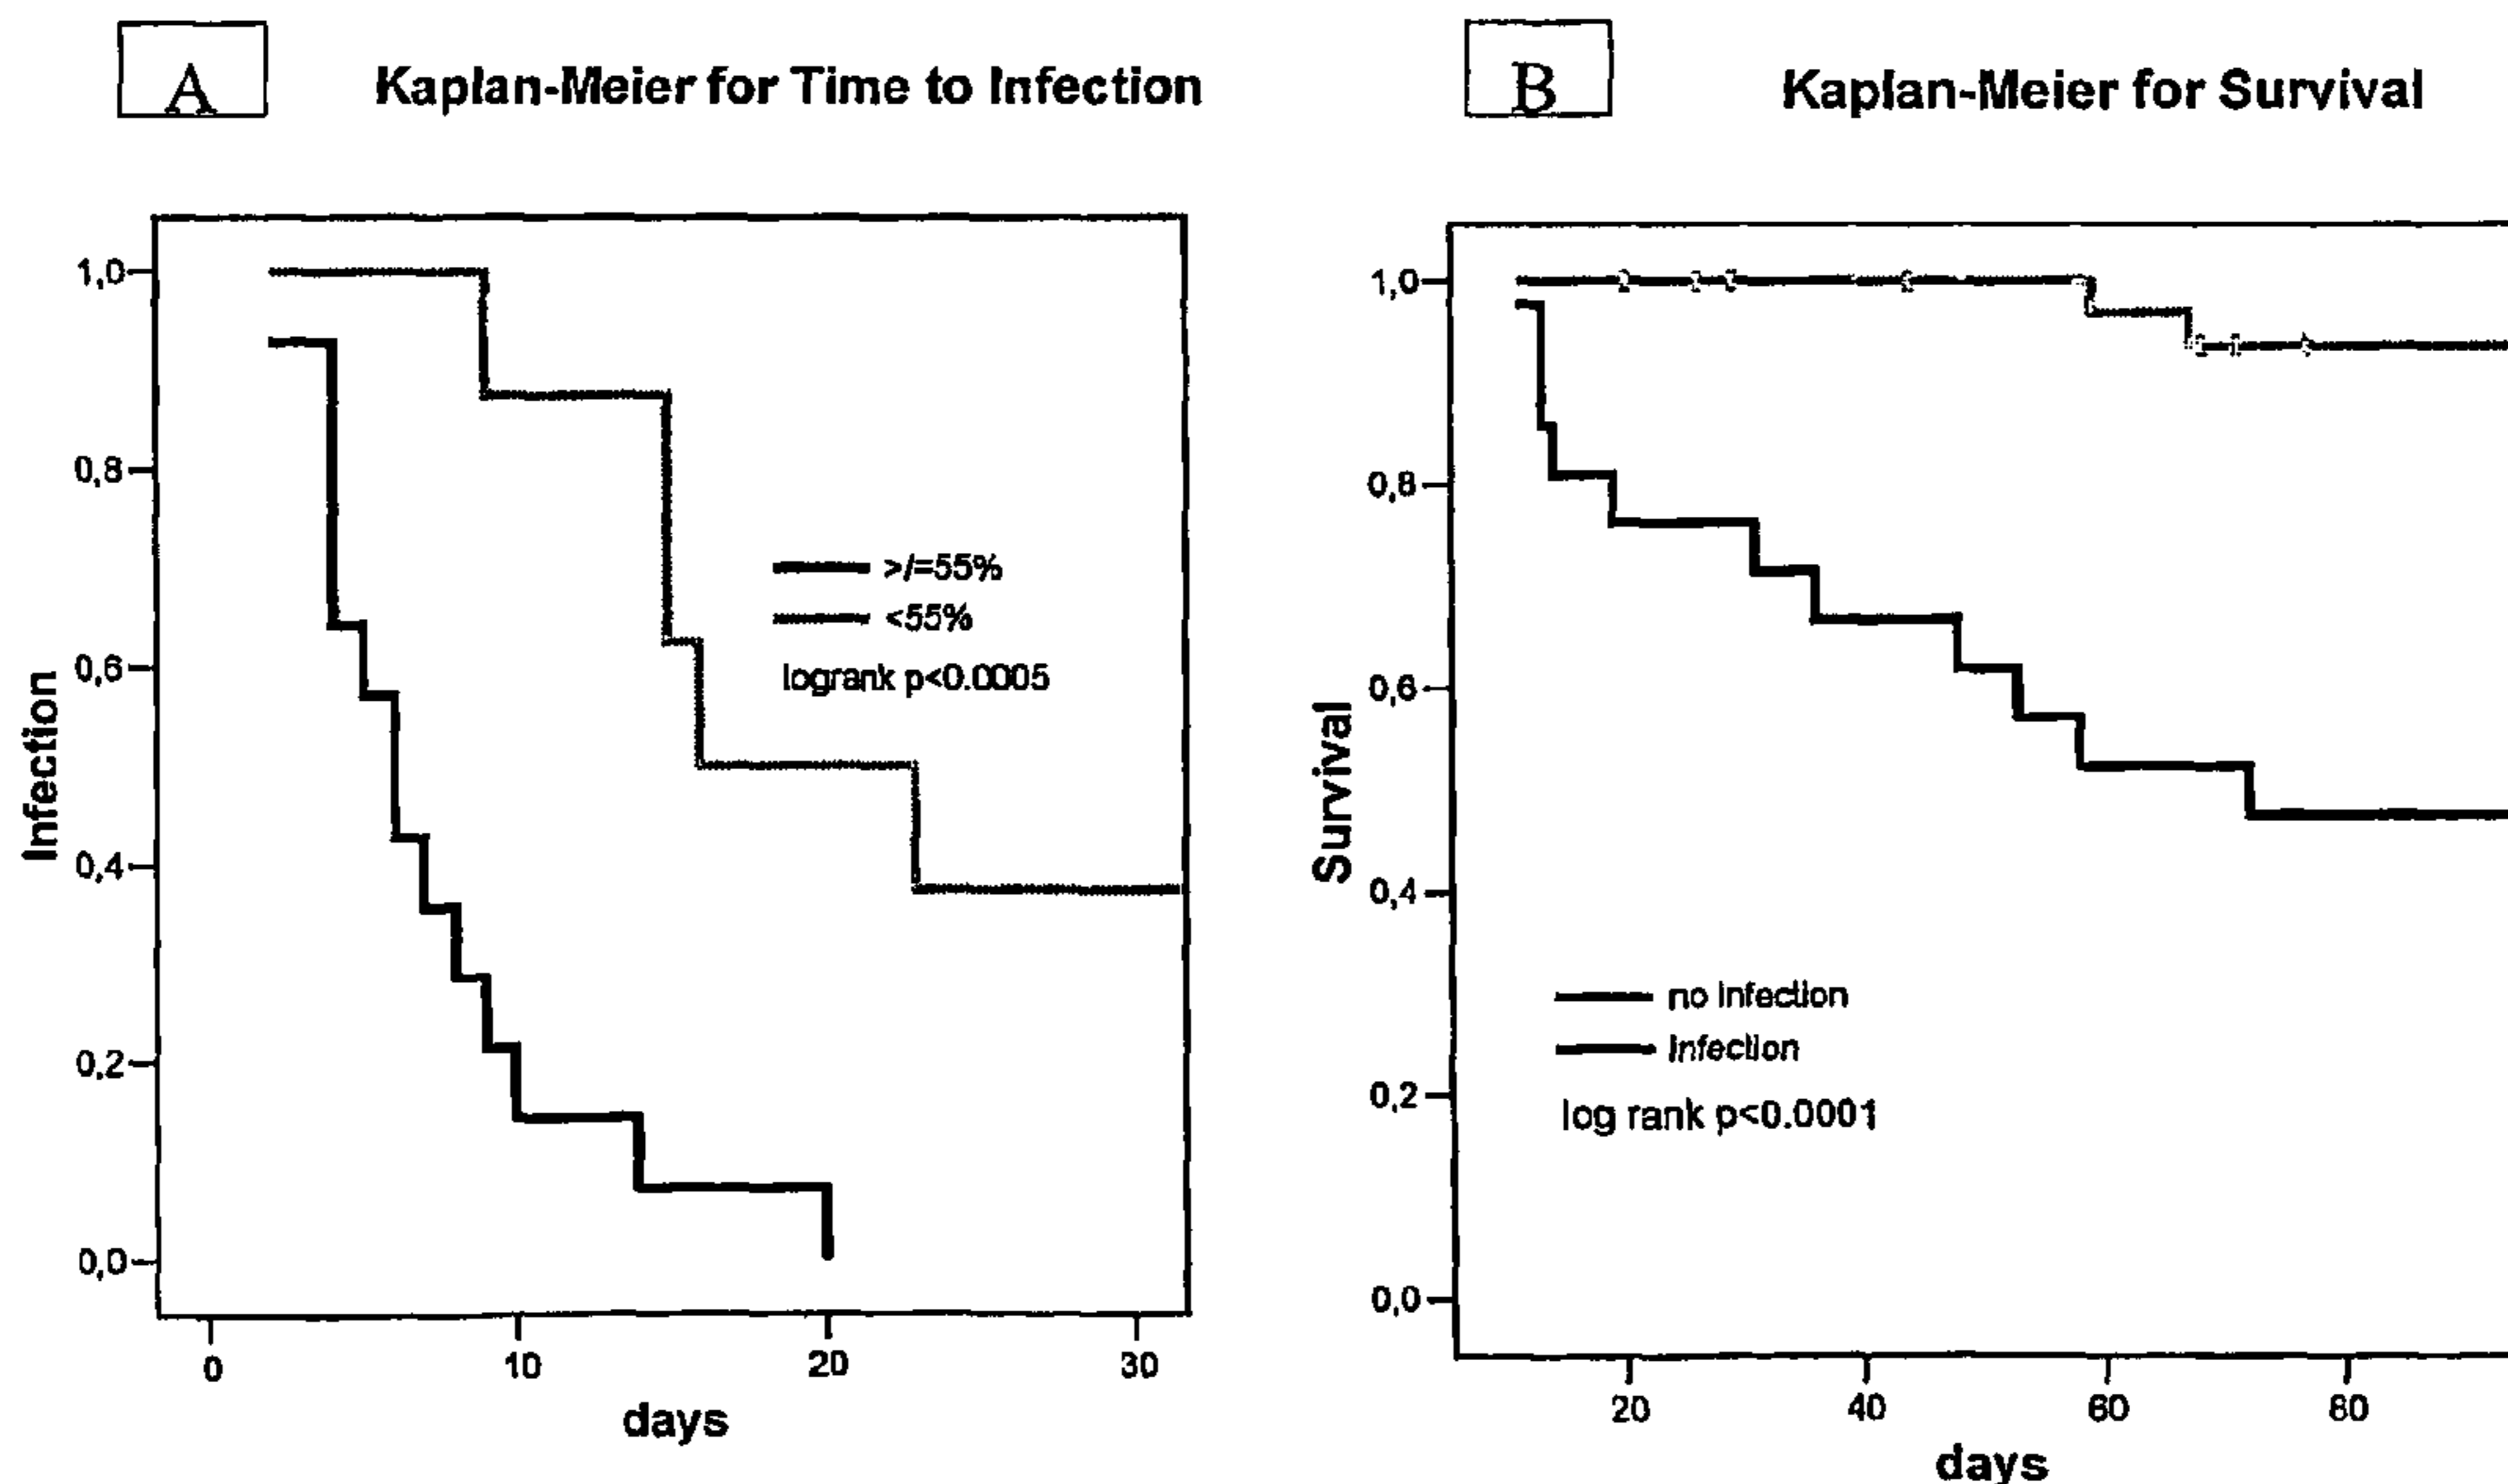 A
Kaplan-Meier for Time to Infection
1,0
0,8
0,6
0,4
0,2
0,0
Infection
>/=55%
<55%
logrank p<0.0005
0 10 20 30
days
B
Kaplan-Meier for Survival
1,0
0,8
0,6
0,4
0,2
0,0
Survival
no infection
infection
log rank p<0.0001
20 40 60 80
days